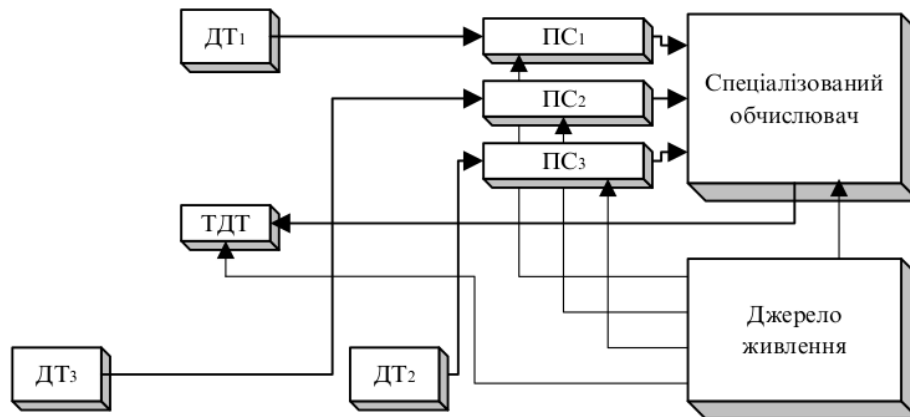 ДТ1
ПС1
ПС2
ПС3
Спеціалізований
обчислювач
ТДТ
Джерело
живлення
ДТ3
ДТ2